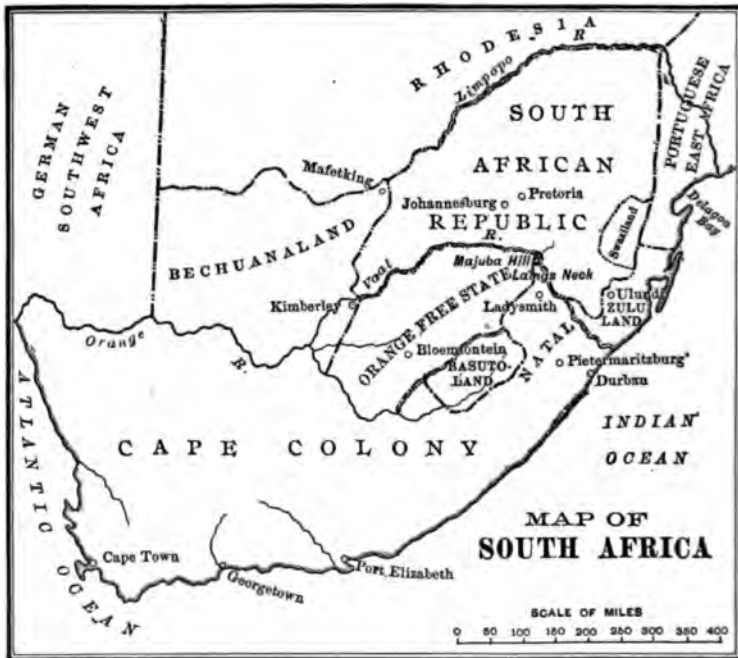 RHODESIA
Limpopo R
GERMAN
SOUTHWEST
AFRICA
SOUTH
AFRICAN
REPUBLIC
PORTUGUESE
EAST AFRICA
Mafetking
Johannesburg
Pretoria
Delagoa
Bay
Swaziland
BECHUANALAND
Vaal R.
Majuba Hill
Laings Neck
Kimberley
ORANGE FREE STATE
Ladysmith
Ulundi
ZULU
LAND
Orange R.
Bloemfontein
BASUTO-
LAND
NATAL
Pietermaritzburg
Durban
ATLANTIC OCEAN
CAPE COLONY
INDIAN
OCEAN
Cape Town
Georgetown
Port Elizabeth
MAP OF
SOUTH AFRICA
SCALE OF MILES
0 50 100 150 200 250 300 350 400